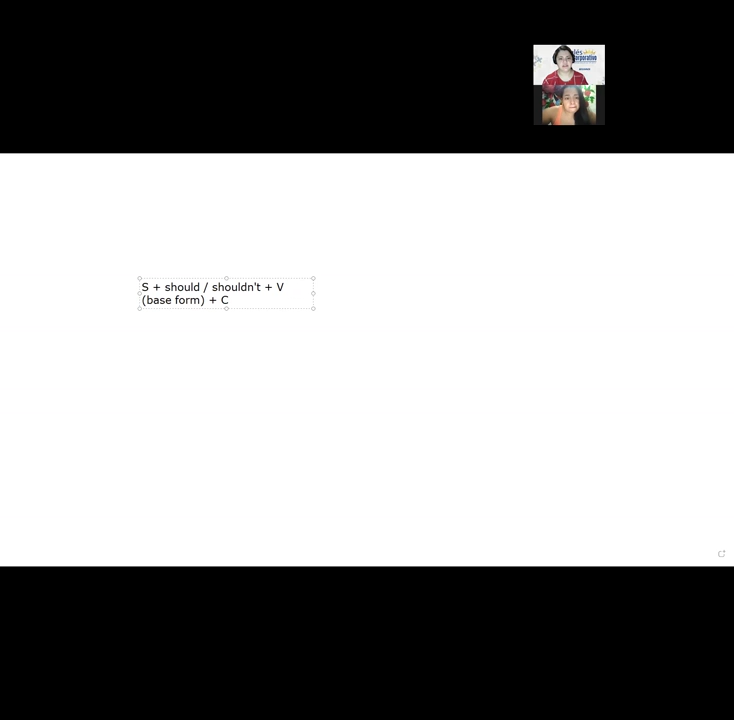 S + should / shouldn't + V
(base form) + C